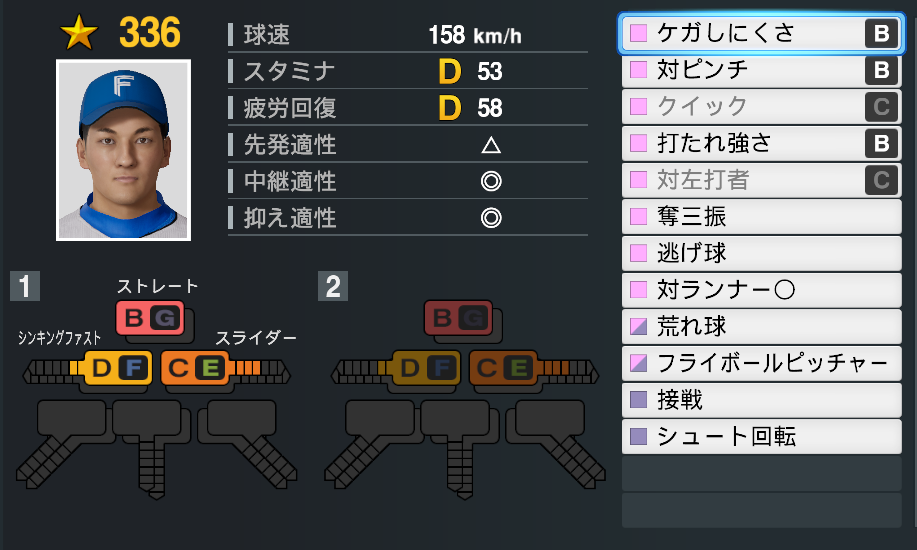 336
球速 158 km/h
スタミナ D 53
疲労回復 D 58
先発適性 △
中継適性 ◎
抑え適性 ◎
F
1
ストレート
B G
シンキングファスト
D F
スライダー
C E
2
B G
D F
C E
ケガしにくさ B
対ピンチ B
クイック C
打たれ強さ B
対左打者 C
奪三振
逃げ球
対ランナー〇
荒れ球
フライボールピッチャー
接戦
シュート回転